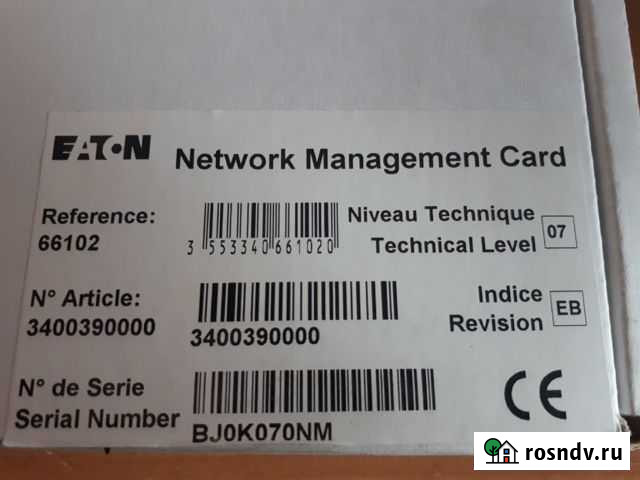 EATON Network Management Card
Reference:
66102
3 553340 661020
Niveau Technique
Technical Level
07
N° Article:
3400390000
3400390000
Indice
Revision
EB
N° de Serie
Serial Number
BJ0K070NM
CE
rosndv.ru